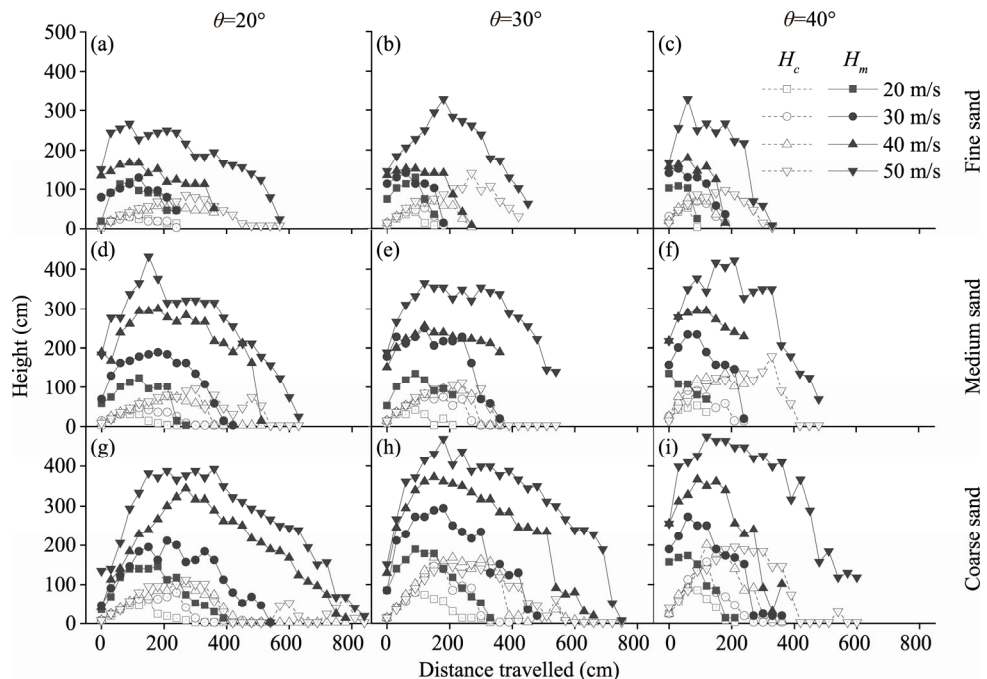 θ=20° θ=30° θ=40°
500 (a) (b) (c) H_c H_m
400 20 m/s
300 30 m/s
200 40 m/s
100 50 m/s
0
Fine sand
(d) (e) (f)
400
300
200
100
0
Medium sand
Height (cm)
(g) (h) (i)
400
300
200
100
0
Coarse sand
0 200 400 600 800 0 200 400 600 800 0 200 400 600 800
Distance travelled (cm)